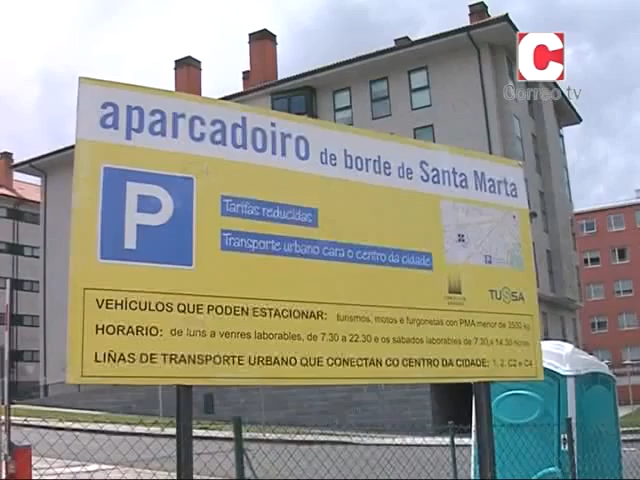 C
Correo tv
aparcadoiro de borde de Santa Marta
P
Tarifas reducidas
Transporte urbano cara o centro da cidade
TUSSA
VEHÍCULOS QUE PODEN ESTACIONAR: turismos, motos e furgonetas con PMA menor de 3500 kg
HORARIO: de luns a venres laborables, de 7.30 a 22.30 e os sábados laborables de 7.30 a 14.30 horas
LIÑAS DE TRANSPORTE URBANO QUE CONECTAN CO CENTRO DA CIDADE: 1, 2, C2 e C4